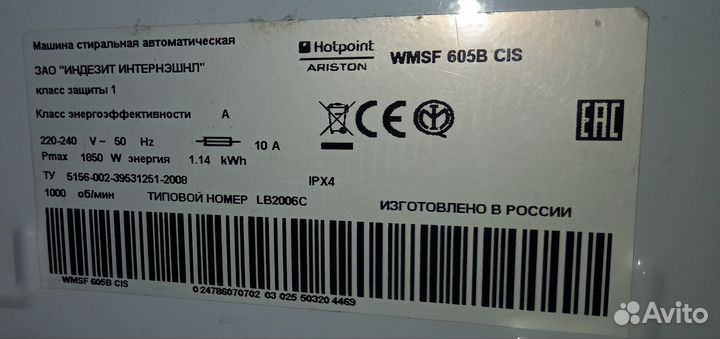 Машина стиральная автоматическая
ЗАО "ИНДЕЗИТ ИНТЕРНЭШНЛ"
класс защиты 1
Класс энергоэффективности A
220-240 V~ 50 Hz 10 A
Pmax 1850 W энергия 1.14 kWh
ТУ 5156-002-39531251-2008 IPX4
1000 об/мин ТИПОВОЙ НОМЕР LB2006C
Hotpoint
ARISTON
WMSF 605B CIS
CE
EAC
ИЗГОТОВЛЕНО В РОССИИ
WMSF 605B CIS
0 24786070702 03 025 50320 4469
Avito